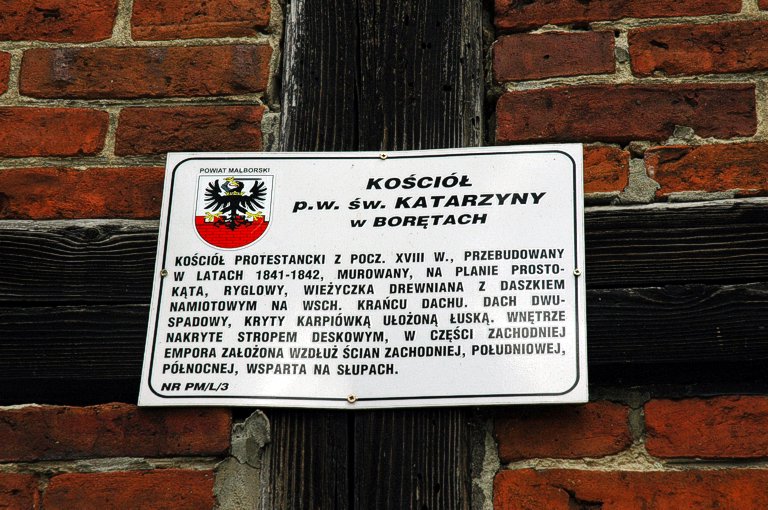 POWIAT MALBORSKI
KOŚCIÓŁ
p.w. św. KATARZYNY
w BORĘTACH
KOŚCIÓŁ PROTESTANCKI Z POCZ. XVIII W., PRZEBUDOWANY
W LATACH 1841-1842, MUROWANY, NA PLANIE PROSTO-
KĄTA, RYGLOWY, WIEŻYCZKA DREWNIANA Z DASZKIEM
NAMIOTOWYM NA WSCH. KRAŃCU DACHU. DACH DWU-
SPADOWY, KRYTY KARPIÓWKĄ UŁOŻONĄ ŁUSKĄ. WNĘTRZE
NAKRYTE STROPEM DESKOWYM, W CZĘŚCI ZACHODNIEJ
EMPORA ZAŁOŻONA WZDŁUŻ ŚCIAN ZACHODNIEJ, POŁUDNIOWEJ,
PÓŁNOCNEJ, WSPARTA NA SŁUPACH.
NR PM/L/3